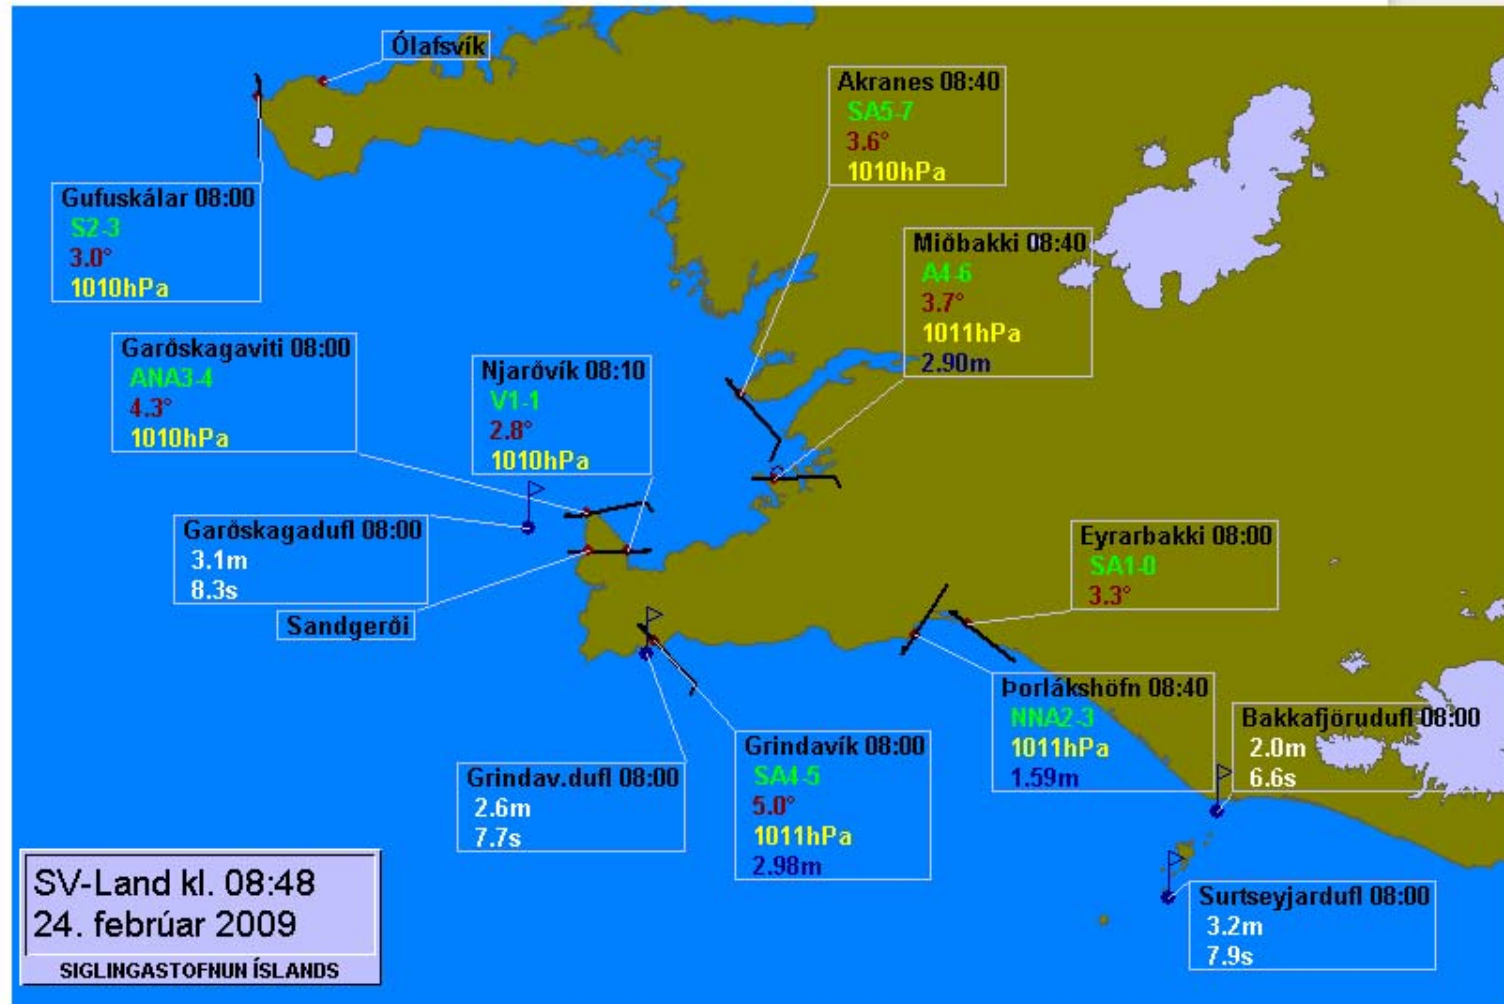 Ólafsvík
Akranes 08:40
SA5-7
3.6°
1010hPa
Gufuskálar 08:00
S2-3
3.0°
1010hPa
Miðbakki 08:40
A4-6
3.7°
1011hPa
2.90m
Garðskagaviti 08:00
ANA3-4
4.3°
1010hPa
Njarðvík 08:10
V1-1
2.8°
1010hPa
Garðskagadufl 08:00
3.1m
8.3s
Eyrarbakki 08:00
SA1-0
3.3°
Sandgerði
Þorlákshöfn 08:40
NNA2-3
1011hPa
1.59m
Bakkafjörudufl 08:00
2.0m
6.6s
Grindavík 08:00
SA4-5
5.0°
1011hPa
2.98m
Grindav.dufl 08:00
2.6m
7.7s
Surtseyjardufl 08:00
3.2m
7.9s
SV-Land kl. 08:48
24. febrúar 2009
SIGLINGASTOFNUN ÍSLANDS